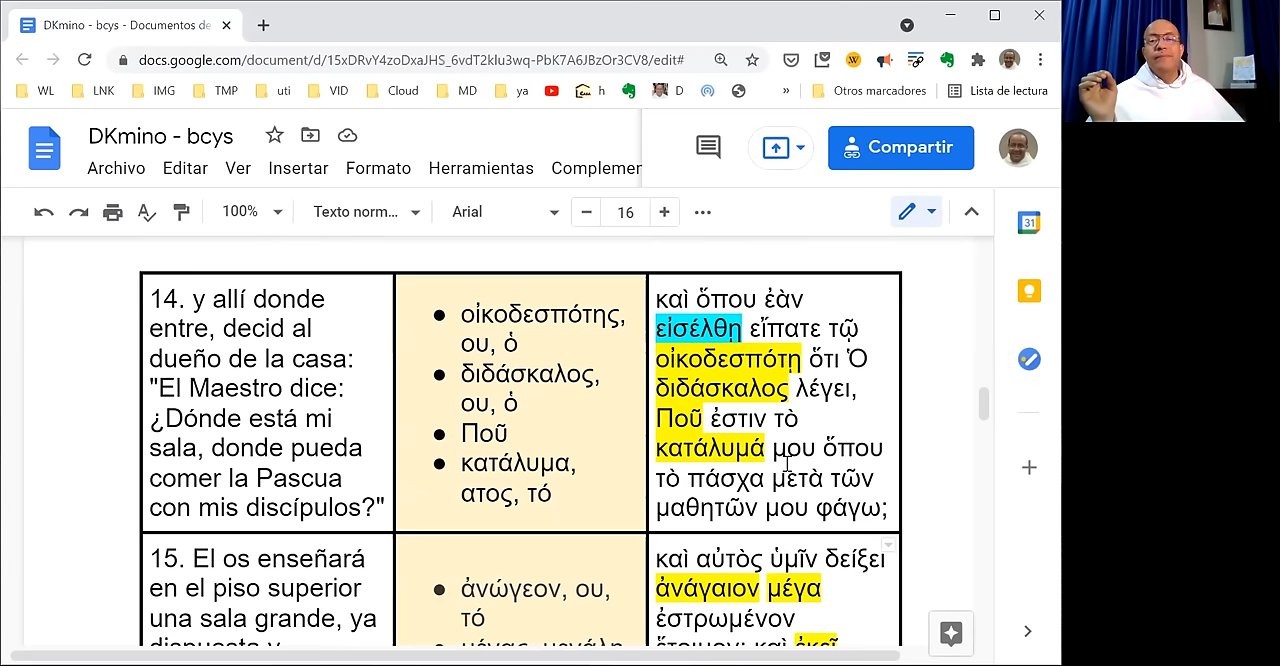 DKmino - bcys - Documentos de
docs.google.com/document/d/15xDRvY4zoDxaJHS_6vdT2klu3wq-PbK7A6JBzOr3CV8/edit#
WL LNK IMG TMP uti VID Cloud MD ya h D » Otros marcadores Lista de lectura
DKmino - bcys
Archivo Editar Ver Insertar Formato Herramientas Complemen
Compartir
100% Texto norm... Arial 16
31
14. y allí donde
entre, decid al
dueño de la casa:
"El Maestro dice:
¿Dónde está mi
sala, donde pueda
comer la Pascua
con mis discípulos?"
οἰκοδεσπότης,
ου, ὁ
διδάσκαλος,
ου, ὁ
Ποῦ
κατάλυμα,
ατος, τό
καὶ ὅπου ἐὰν
εἰσέλθῃ εἴπατε τῷ
οἰκοδεσπότῃ ὅτι Ὁ
διδάσκαλος λέγει,
Ποῦ ἐστιν τὸ
κατάλυμά μου ὅπου
τὸ πάσχα μετὰ τῶν
μαθητῶν μου φάγω;
15. El os enseñará
en el piso superior
una sala grande, ya
ἀνώγεον, ου,
τό
καὶ αὐτὸς ὑμῖν δείξει
ἀνάγαιον μέγα
ἐστρωμένον